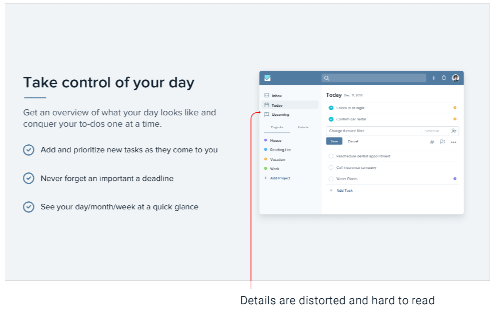 Take control of your day
Get an overview of what your day looks like and
conquer your to-dos one at a time.
Add and prioritize new tasks as they come to you
Never forget an important a deadline
See your day/month/week at a quick glance
Inbox
Today
Upcoming
Projects
Vacation
Work
Add Project
Today
Cancel
Add Task
Details are distorted and hard to read